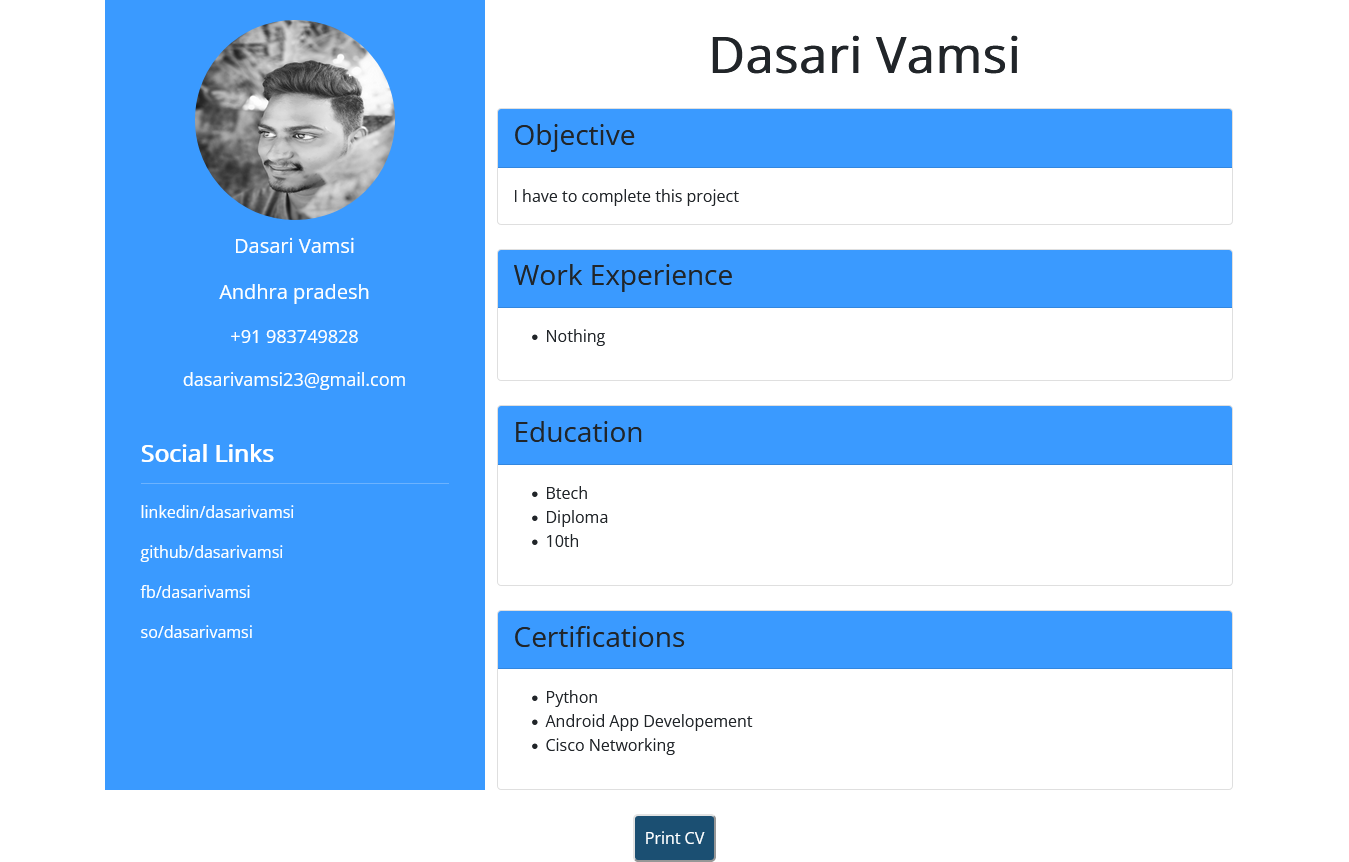 Dasari Vamsi
Andhra pradesh
+91 983749828
dasarivamsi23@gmail.com
Social Links
linkedin/dasarivamsi
github/dasarivamsi
fb/dasarivamsi
so/dasarivamsi
Dasari Vamsi
Objective
I have to complete this project
Work Experience
• Nothing
Education
• Btech
• Diploma
• 10th
Certifications
• Python
• Android App Developement
• Cisco Networking
Print CV